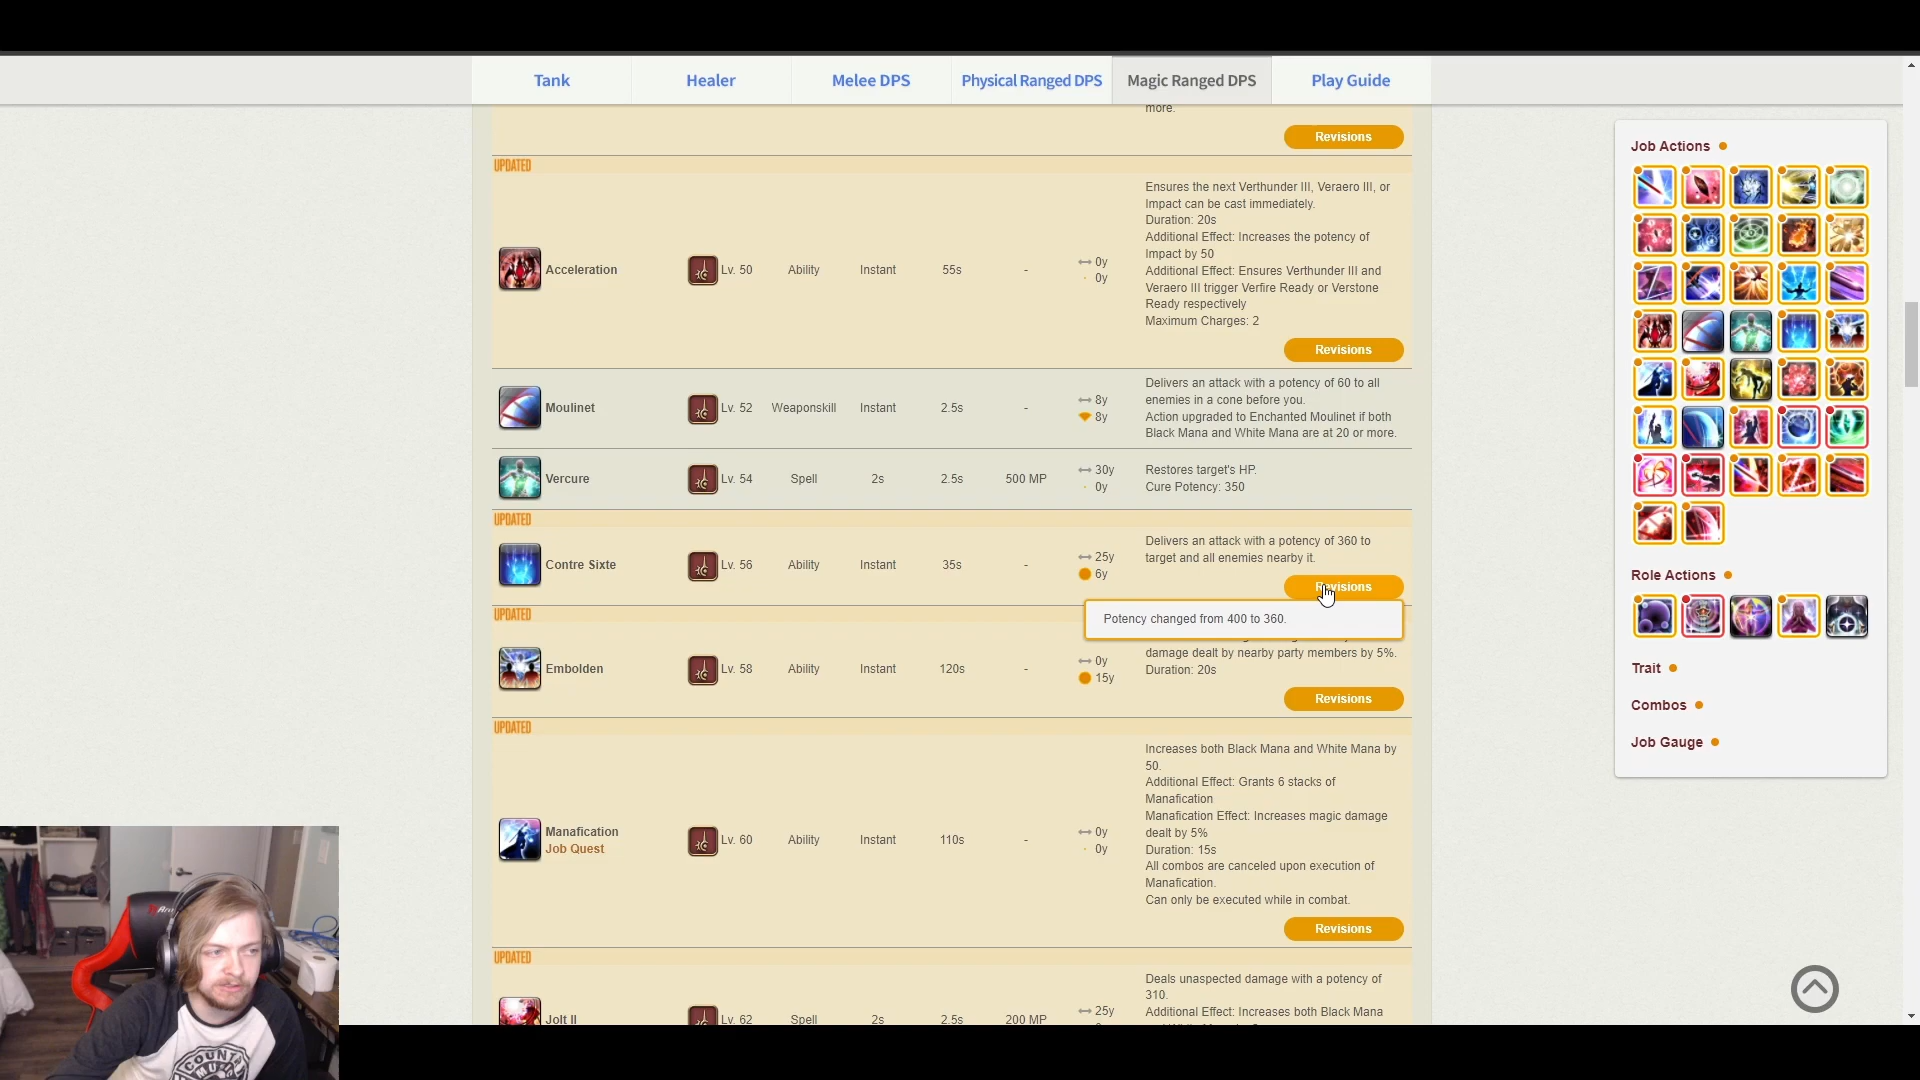 Tank
Healer
Melee DPS
Physical Ranged DPS
Magic Ranged DPS
Play Guide
more.
Revisions
UPDATED
Acceleration
Lv. 50
Ability
Instant
55s
-
0y
0y
Ensures the next Verthunder III, Veraero III, or
Impact can be cast immediately.
Duration: 20s
Additional Effect: Increases the potency of
Impact by 50
Additional Effect: Ensures Verthunder III and
Veraero III trigger Verfire Ready or Verstone
Ready respectively
Maximum Charges: 2
Revisions
Moulinet
Lv. 52
Weaponskill
Instant
2.5s
-
8y
8y
Delivers an attack with a potency of 60 to all
enemies in a cone before you.
Action upgraded to Enchanted Moulinet if both
Black Mana and White Mana are at 20 or more.
Vercure
Lv. 54
Spell
2s
2.5s
500 MP
30y
0y
Restores target's HP.
Cure Potency: 350
UPDATED
Contre Sixte
Lv. 56
Ability
Instant
35s
-
25y
6y
Delivers an attack with a potency of 360 to
target and all enemies nearby it.
Revisions
Potency changed from 400 to 360.
UPDATED
Embolden
Lv. 58
Ability
Instant
120s
-
0y
15y
damage dealt by nearby party members by 5%.
Duration: 20s
Revisions
UPDATED
Manafication
Job Quest
Lv. 60
Ability
Instant
110s
-
0y
0y
Increases both Black Mana and White Mana by
50.
Additional Effect: Grants 6 stacks of
Manafication
Manafication Effect: Increases magic damage
dealt by 5%
Duration: 15s
All combos are canceled upon execution of
Manafication.
Can only be executed while in combat.
Revisions
UPDATED
Jolt II
Lv. 62
Spell
2s
2.5s
200 MP
25y
Deals unaspected damage with a potency of
310.
Additional Effect: Increases both Black Mana
Job Actions
Role Actions
Trait
Combos
Job Gauge
COUNTRY
MUSIC